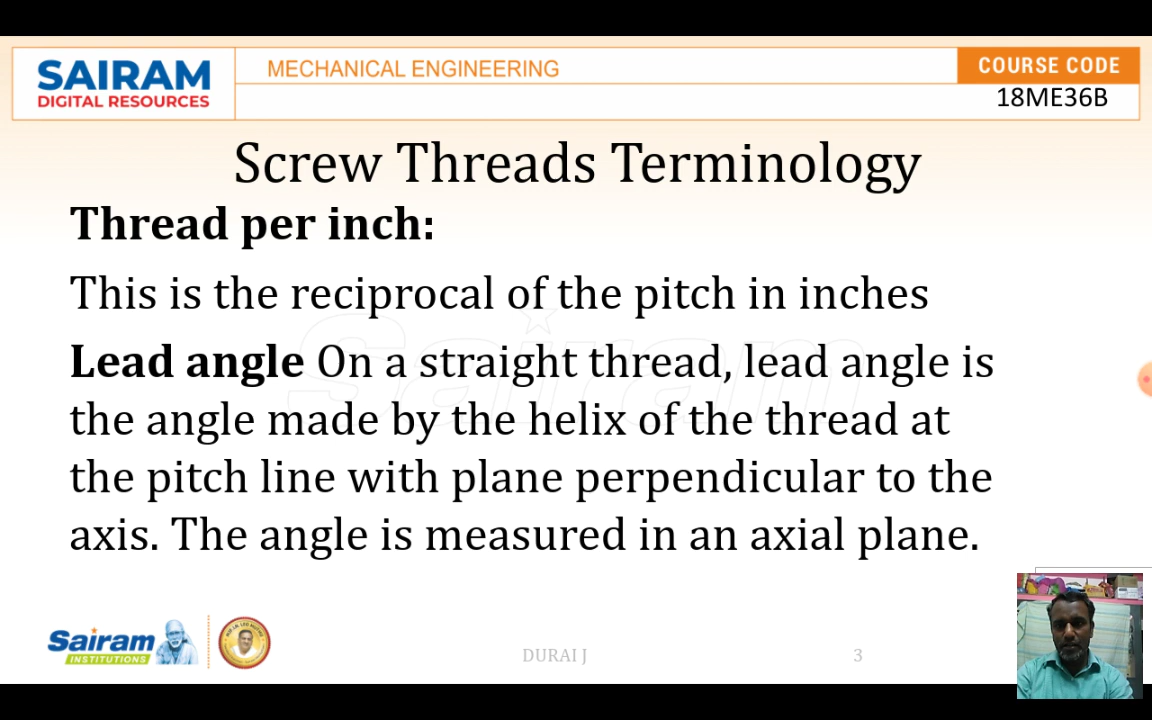 SAIRAM
DIGITAL RESOURCES
MECHANICAL ENGINEERING
COURSE CODE
18ME36B
Screw Threads Terminology
Thread per inch:
This is the reciprocal of the pitch in inches
Lead angle On a straight thread, lead angle is
the angle made by the helix of the thread at
the pitch line with plane perpendicular to the
axis. The angle is measured in an axial plane.
Sairam
Sairam
INSTITUTIONS
DURAI J
3